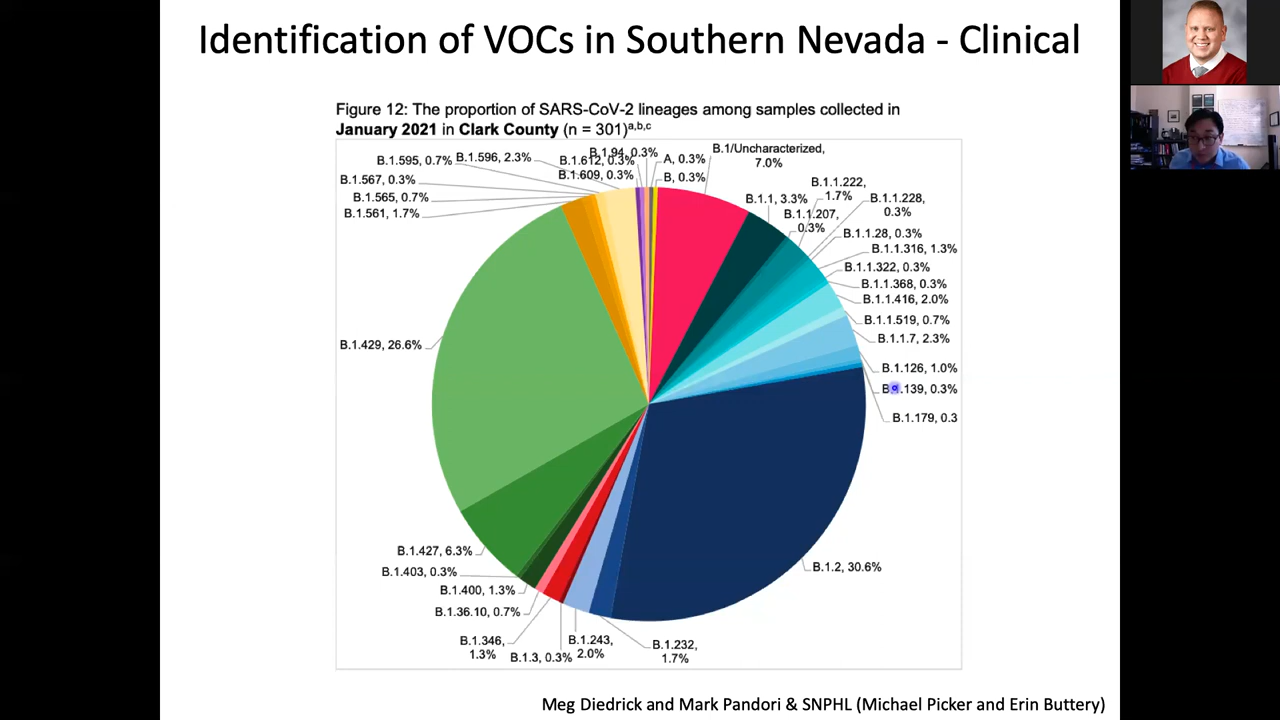 Identification of VOCs in Southern Nevada - Clinical
Figure 12: The proportion of SARS-CoV-2 lineages among samples collected in
January 2021 in Clark County (n = 301)a,b,c
B.1/Uncharacterized,
7.0%
B.1.1, 3.3%
B.1.1.207,
0.3%
B.1.1.222,
1.7%
B.1.1.228,
0.3%
B.1.1.28, 0.3%
B.1.1.316, 1.3%
B.1.1.322, 0.3%
B.1.1.368, 0.3%
B.1.1.416, 2.0%
B.1.1.519, 0.7%
B.1.1.7, 2.3%
B.1.126, 1.0%
B.1.139, 0.3%
B.1.179, 0.3
B.1.2, 30.6%
B.1.232,
1.7%
B.1.243,
2.0%
B.1.3, 0.3%
B.1.346,
1.3%
B.1.36.10, 0.7%
B.1.400, 1.3%
B.1.403, 0.3%
B.1.427, 6.3%
B.1.429, 26.6%
B.1.561, 1.7%
B.1.565, 0.7%
B.1.567, 0.3%
B.1.595, 0.7%
B.1.596, 2.3%
B.1.609, 0.3%
B.1.612, 0.3%
B.1.94, 0.3%
A, 0.3%
B, 0.3%
Meg Diedrick and Mark Pandori & SNPHL (Michael Picker and Erin Buttery)